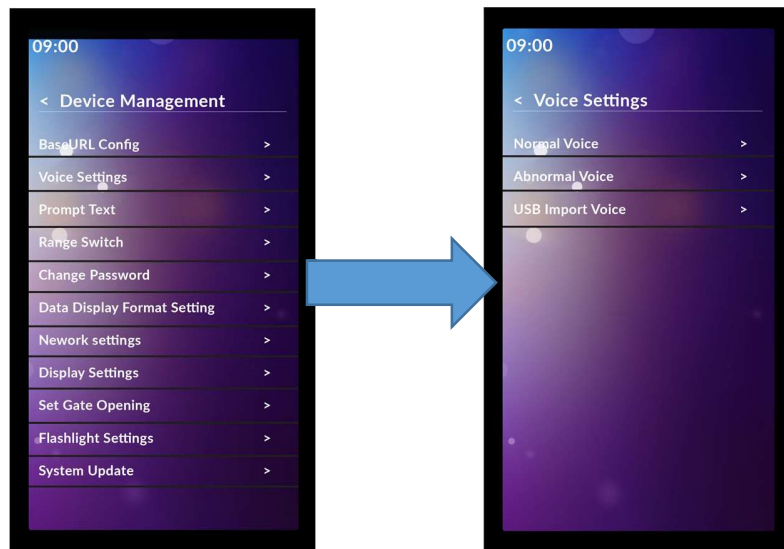 09:00
< Device Management
BaseURL Config >
Voice Settings >
Prompt Text >
Range Switch >
Change Password >
Data Display Format Setting >
Nework settings >
Display Settings >
Set Gate Opening >
Flashlight Settings >
System Update >
09:00
< Voice Settings
Normal Voice >
Abnormal Voice >
USB Import Voice >